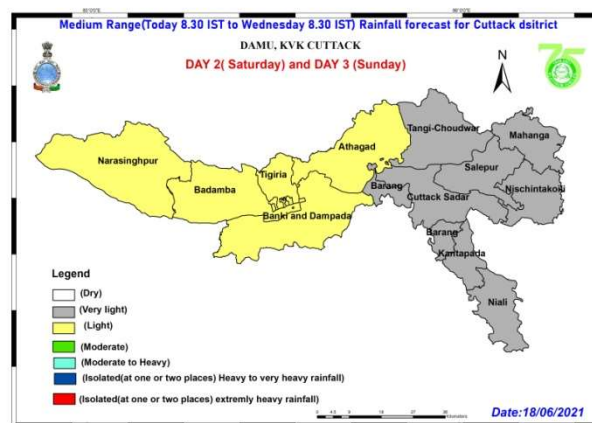 Medium Range(Today 8.30 IST to Wednesday 8.30 IST) Rainfall forecast for Cuttack dsitrict
DAMU, KVK CUTTACK
DAY 2( Saturday) and DAY 3 (Sunday)
N
75
Tangi-Choudwar
Mahanga
Athagad
Narasinghpur
Salepur
Tigiria
Badamba
Barang
Nischintakoili
Cuttack Sadar
Banki and Dampada
Barang
Kantapada
Niali
Legend
(Dry)
(Very light)
(Light)
(Moderate)
(Moderate to Heavy)
(Isolated(at one or two places) Heavy to very heavy rainfall)
(Isolated(at one or two places) extremly heavy rainfall)
Date:18/06/2021